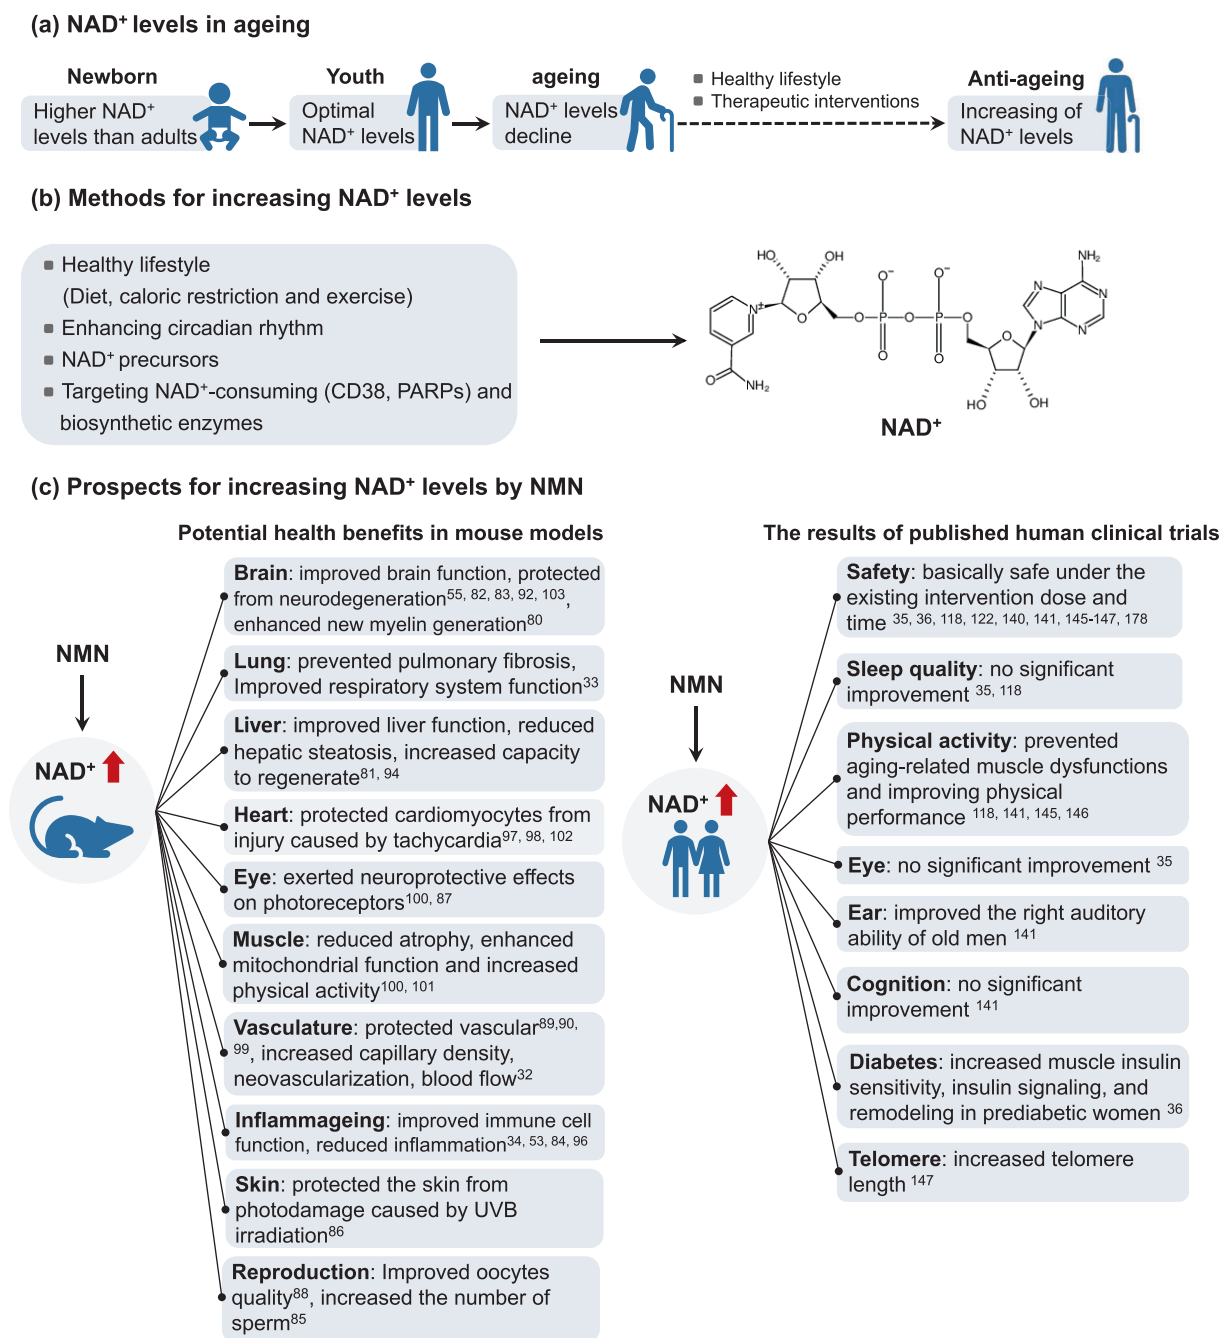 (a) NAD⁺ levels in ageing
Newborn
Higher NAD⁺
levels than adults
Youth
Optimal
NAD⁺ levels
ageing
NAD⁺ levels
decline
Healthy lifestyle
Therapeutic interventions
Anti-ageing
Increasing of
NAD⁺ levels
(b) Methods for increasing NAD⁺ levels
Healthy lifestyle
(Diet, caloric restriction and exercise)
Enhancing circadian rhythm
NAD⁺ precursors
Targeting NAD⁺-consuming (CD38, PARPs) and
biosynthetic enzymes
HO
OH
O⁻
O⁻
NH₂
N
N
N⁺
O
O
P
O
P
O
N
N
O
O
O
O
NH₂
HO
OH
NAD⁺
(c) Prospects for increasing NAD⁺ levels by NMN
Potential health benefits in mouse models
NMN
NAD⁺
Brain: improved brain function, protected
from neurodegeneration⁵⁵, ⁸², ⁸³, ⁹², ¹⁰³,
enhanced new myelin generation⁸⁰
Lung: prevented pulmonary fibrosis,
Improved respiratory system function³³
Liver: improved liver function, reduced
hepatic steatosis, increased capacity
to regenerate⁸¹, ⁹⁴
Heart: protected cardiomyocytes from
injury caused by tachycardia⁹⁷, ⁹⁸, ¹⁰²
Eye: exerted neuroprotective effects
on photoreceptors¹⁰⁰, ⁸⁷
Muscle: reduced atrophy, enhanced
mitochondrial function and increased
physical activity¹⁰⁰, ¹⁰¹
Vasculature: protected vascular⁸⁹,⁹⁰,
⁹⁹, increased capillary density,
neovascularization, blood flow³²
Inflammageing: improved immune cell
function, reduced inflammation³⁴, ⁵³, ⁸⁴, ⁹⁶
Skin: protected the skin from
photodamage caused by UVB
irradiation⁸⁶
Reproduction: Improved oocytes
quality⁸⁸, increased the number of
sperm⁸⁵
The results of published human clinical trials
NMN
NAD⁺
Safety: basically safe under the
existing intervention dose and
time ³⁵, ³⁶, ¹¹⁸, ¹²², ¹⁴⁰, ¹⁴¹, ¹⁴⁵⁻¹⁴⁷, ¹⁷⁸
Sleep quality: no significant
improvement ³⁵, ¹¹⁸
Physical activity: prevented
aging-related muscle dysfunctions
and improving physical
performance ¹¹⁸, ¹⁴¹, ¹⁴⁵, ¹⁴⁶
Eye: no significant improvement ³⁵
Ear: improved the right auditory
ability of old men ¹⁴¹
Cognition: no significant
improvement ¹⁴¹
Diabetes: increased muscle insulin
sensitivity, insulin signaling, and
remodeling in prediabetic women ³⁶
Telomere: increased telomere
length ¹⁴⁷